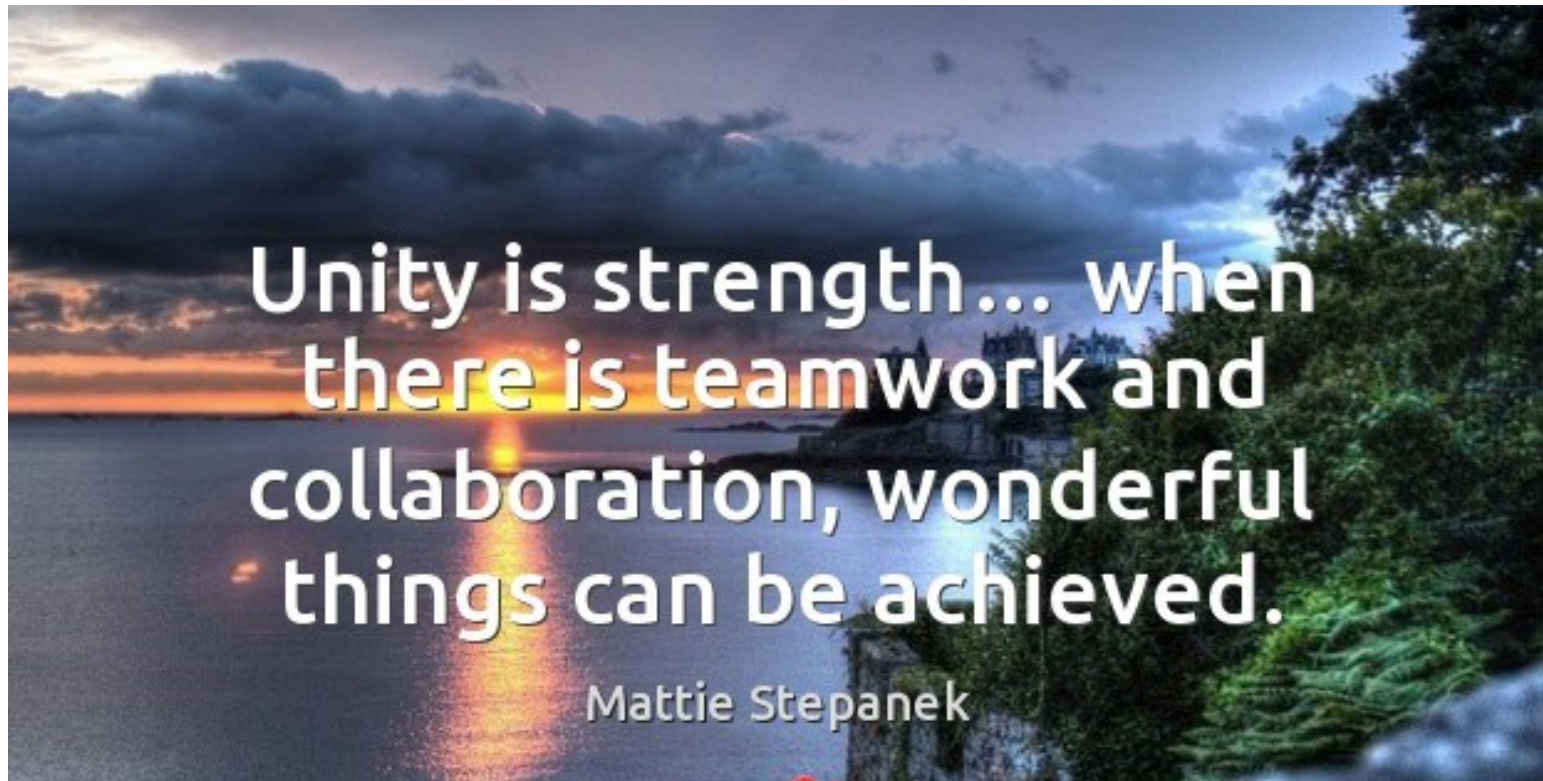 Unity is strength... when
there is teamwork and
collaboration, wonderful
things can be achieved.
Mattie Stepanek